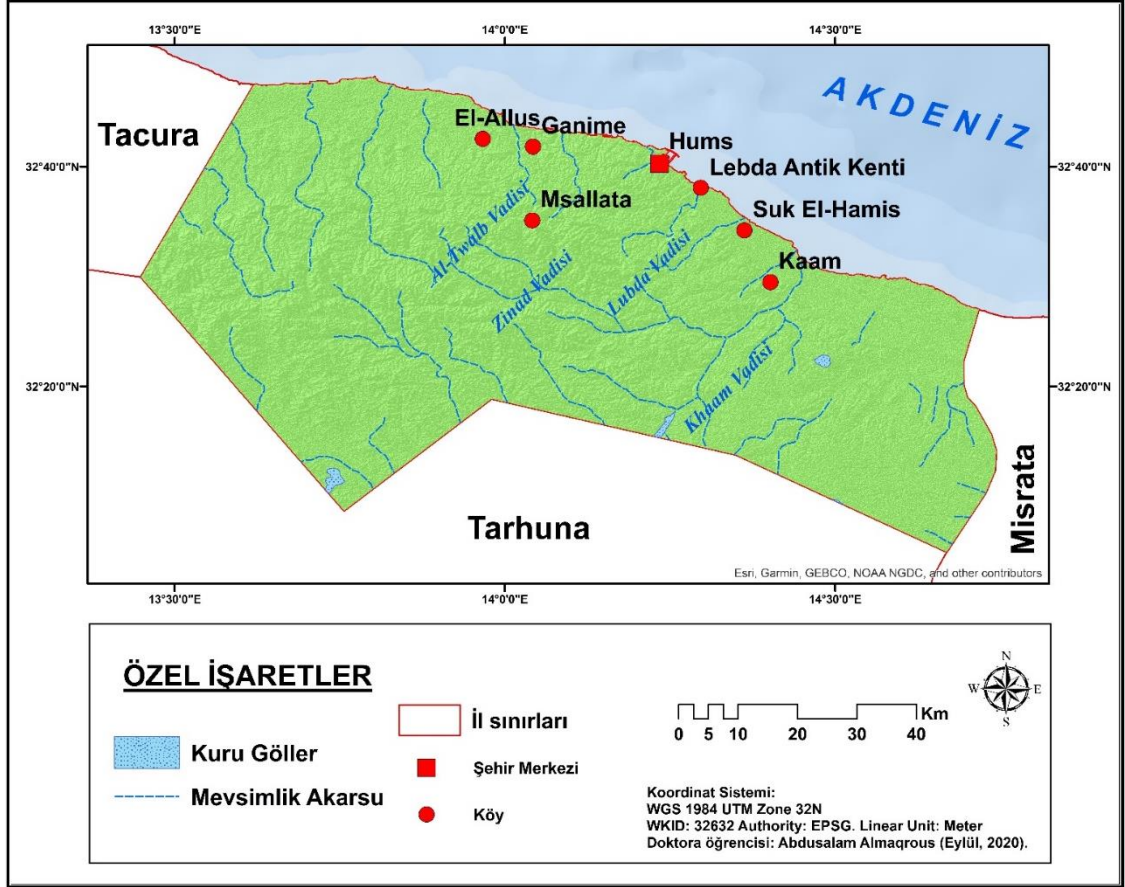 13°30'0"E 14°0'0"E 14°30'0"E
AKDENİZ
Tacura
El-Allus
Ganime
Hums
32°40'0"N 32°40'0"N
Lebda Antik Kenti
Msallata
Suk El-Hamis
Al-Twalb Vadisi
Lubda Vadisi
Kaam
Zinad Vadisi
Khaam Vadisi
32°20'0"N 32°20'0"N
Misrata
Tarhuna
Esri, Garmin, GEBCO, NOAA NGDC, and other contributors
13°30'0"E 14°0'0"E 14°30'0"E
ÖZEL İŞARETLER
Kuru Göller
Mevsimlik Akarsu
İl sınırları
Şehir Merkezi
Köy
Km
0 5 10 20 30 40
N
W E
S
Koordinat Sistemi:
WGS 1984 UTM Zone 32N
WKID: 32632 Authority: EPSG. Linear Unit: Meter
Doktora öğrencisi: Abdusalam Almaqrous (Eylül, 2020).